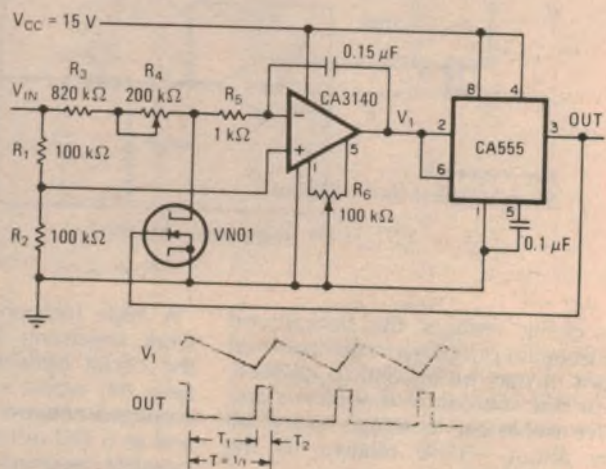 V_CC = 15 V
0.15 µF
V_IN
R_3
820 kΩ
R_4
200 kΩ
R_5
1 kΩ
CA3140
V_1
8
4
OUT
3
2
6
CA555
R_1
100 kΩ
1
5
R_6
100 kΩ
1
5
R_2
100 kΩ
VN01
0.1 µF
V_1
OUT
T_1
T_2
T = 1/f